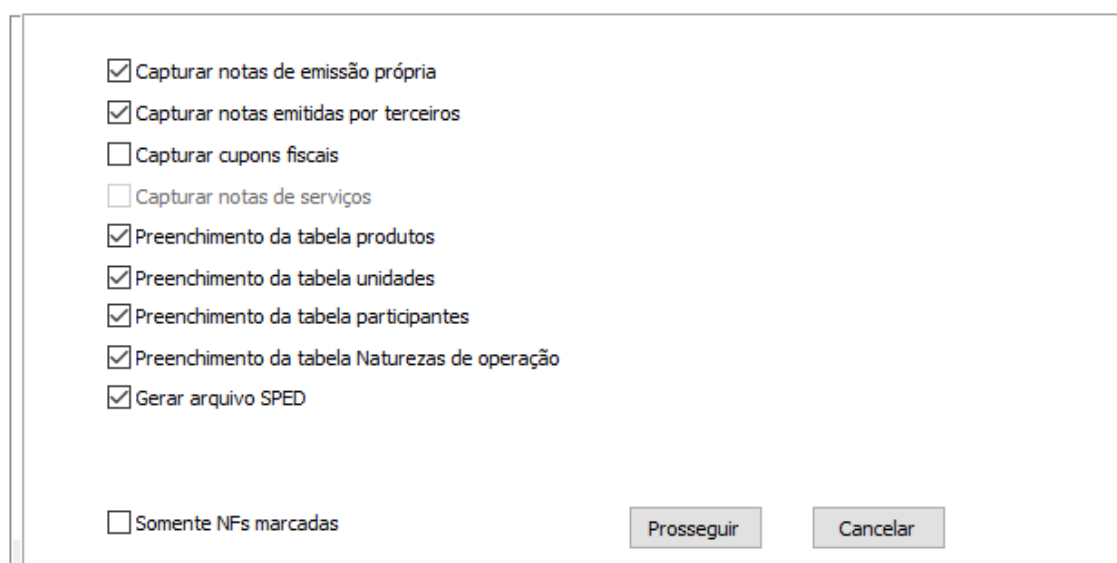 Capturar notas de emissão própria
Capturar notas emitidas por terceiros
Capturar cupons fiscais
Capturar notas de serviços
Preenchimento da tabela produtos
Preenchimento da tabela unidades
Preenchimento da tabela participantes
Preenchimento da tabela Naturezas de operação
Gerar arquivo SPED
Somente NFs marcadas
Prosseguir
Cancelar